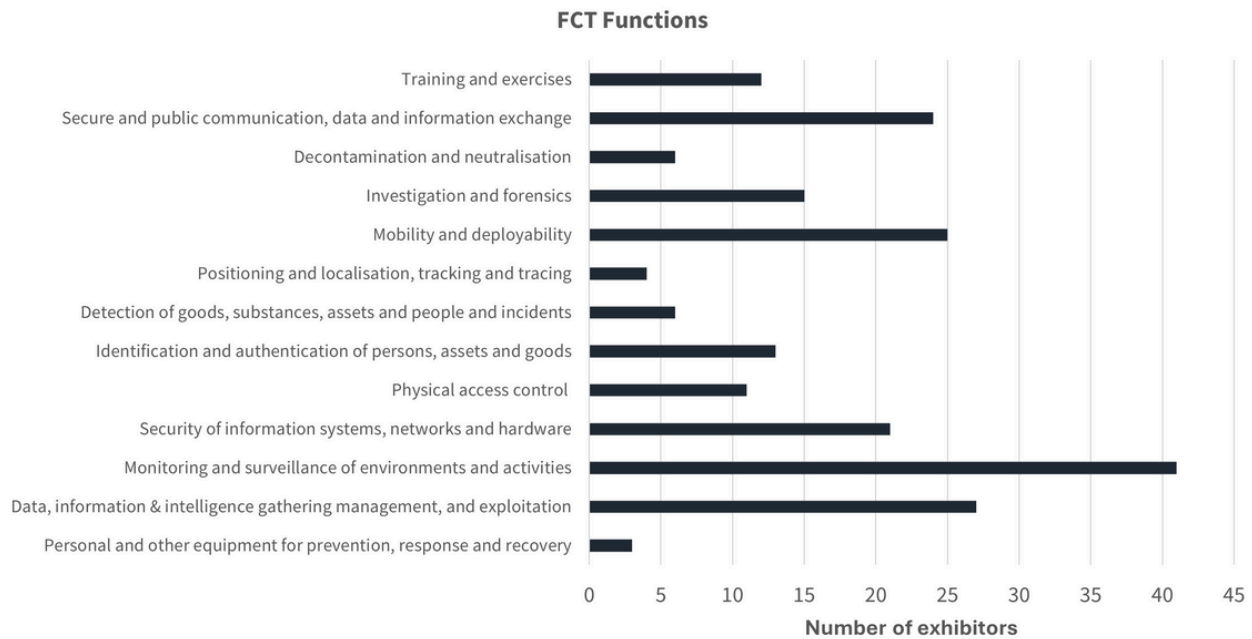 FCT Functions
Training and exercises
Secure and public communication, data and information exchange
Decontamination and neutralisation
Investigation and forensics
Mobility and deployability
Positioning and localisation, tracking and tracing
Detection of goods, substances, assets and people and incidents
Identification and authentication of persons, assets and goods
Physical access control
Security of information systems, networks and hardware
Monitoring and surveillance of environments and activities
Data, information & intelligence gathering management, and exploitation
Personal and other equipment for prevention, response and recovery
0 5 10 15 20 25 30 35 40 45
Number of exhibitors